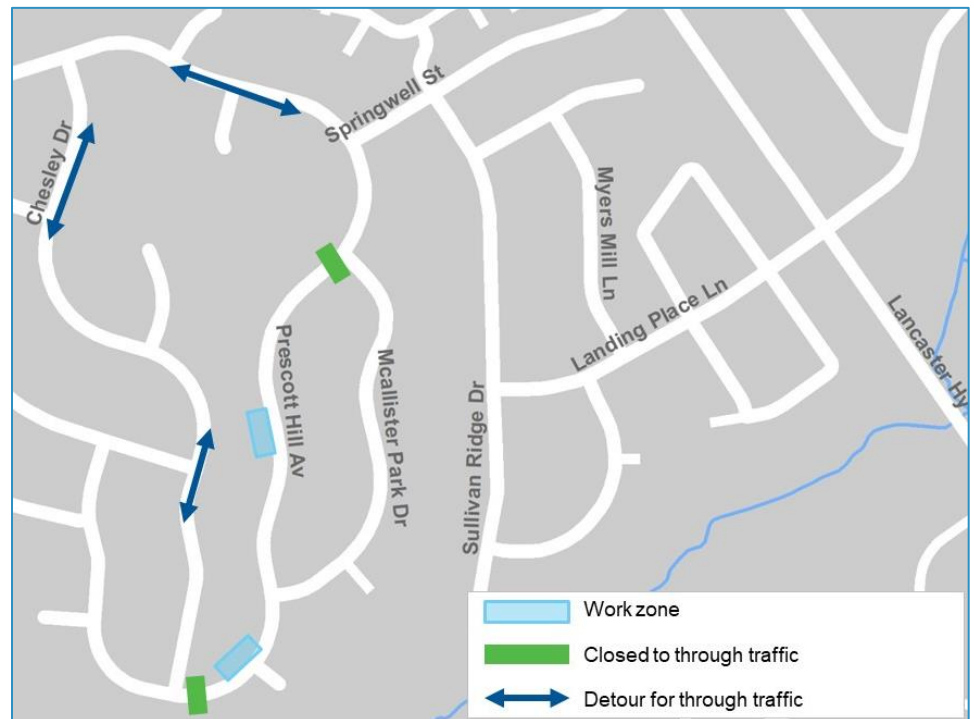 Springwell St
Chesley Dr
Myers Mill Ln
Landing Place Ln
Lancaster Hy
Prescott Hill Av
Mcallister Park Dr
Sullivan Ridge Dr
Work zone
Closed to through traffic
Detour for through traffic